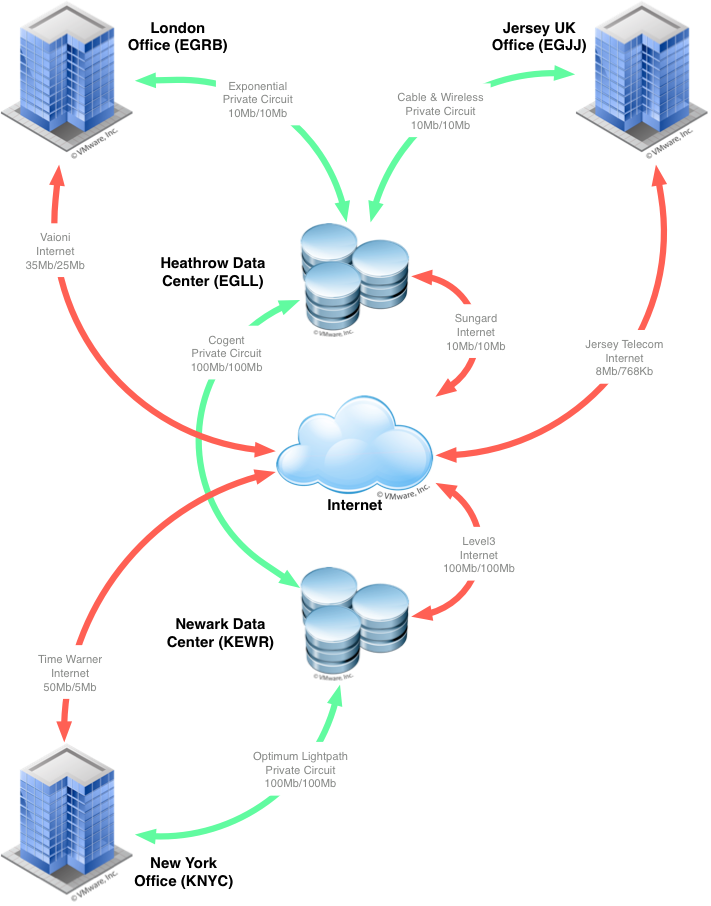 London
Office (EGRB)
Jersey UK
Office (EGJJ)
© VMware, Inc.
© VMware, Inc.
Exponential
Private Circuit
10Mb/10Mb
Cable & Wireless
Private Circuit
10Mb/10Mb
Vaioni
Internet
35Mb/25Mb
Heathrow Data
Center (EGLL)
© VMware, Inc.
Sungard
Internet
10Mb/10Mb
Cogent
Private Circuit
100Mb/100Mb
Jersey Telecom
Internet
8Mb/768Kb
© VMware, Inc.
Internet
Level3
Internet
100Mb/100Mb
Newark Data
Center (KEWR)
© VMware, Inc.
Time Warner
Internet
50Mb/5Mb
Optimum Lightpath
Private Circuit
100Mb/100Mb
New York
Office (KNYC)
© VMware, Inc.